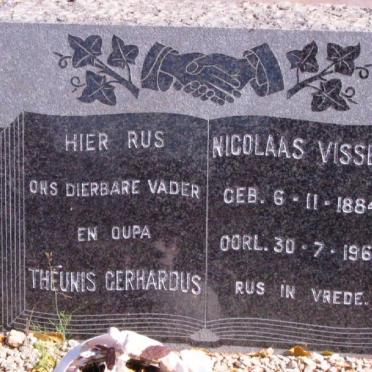 HIER RUS
ONS DIERBARE VADER
EN OUPA
THEUNIS GERHARDUS
NICOLAAS VISSE
GEB. 6-11-1884
OORL. 30-7-196
RUS IN VREDE.